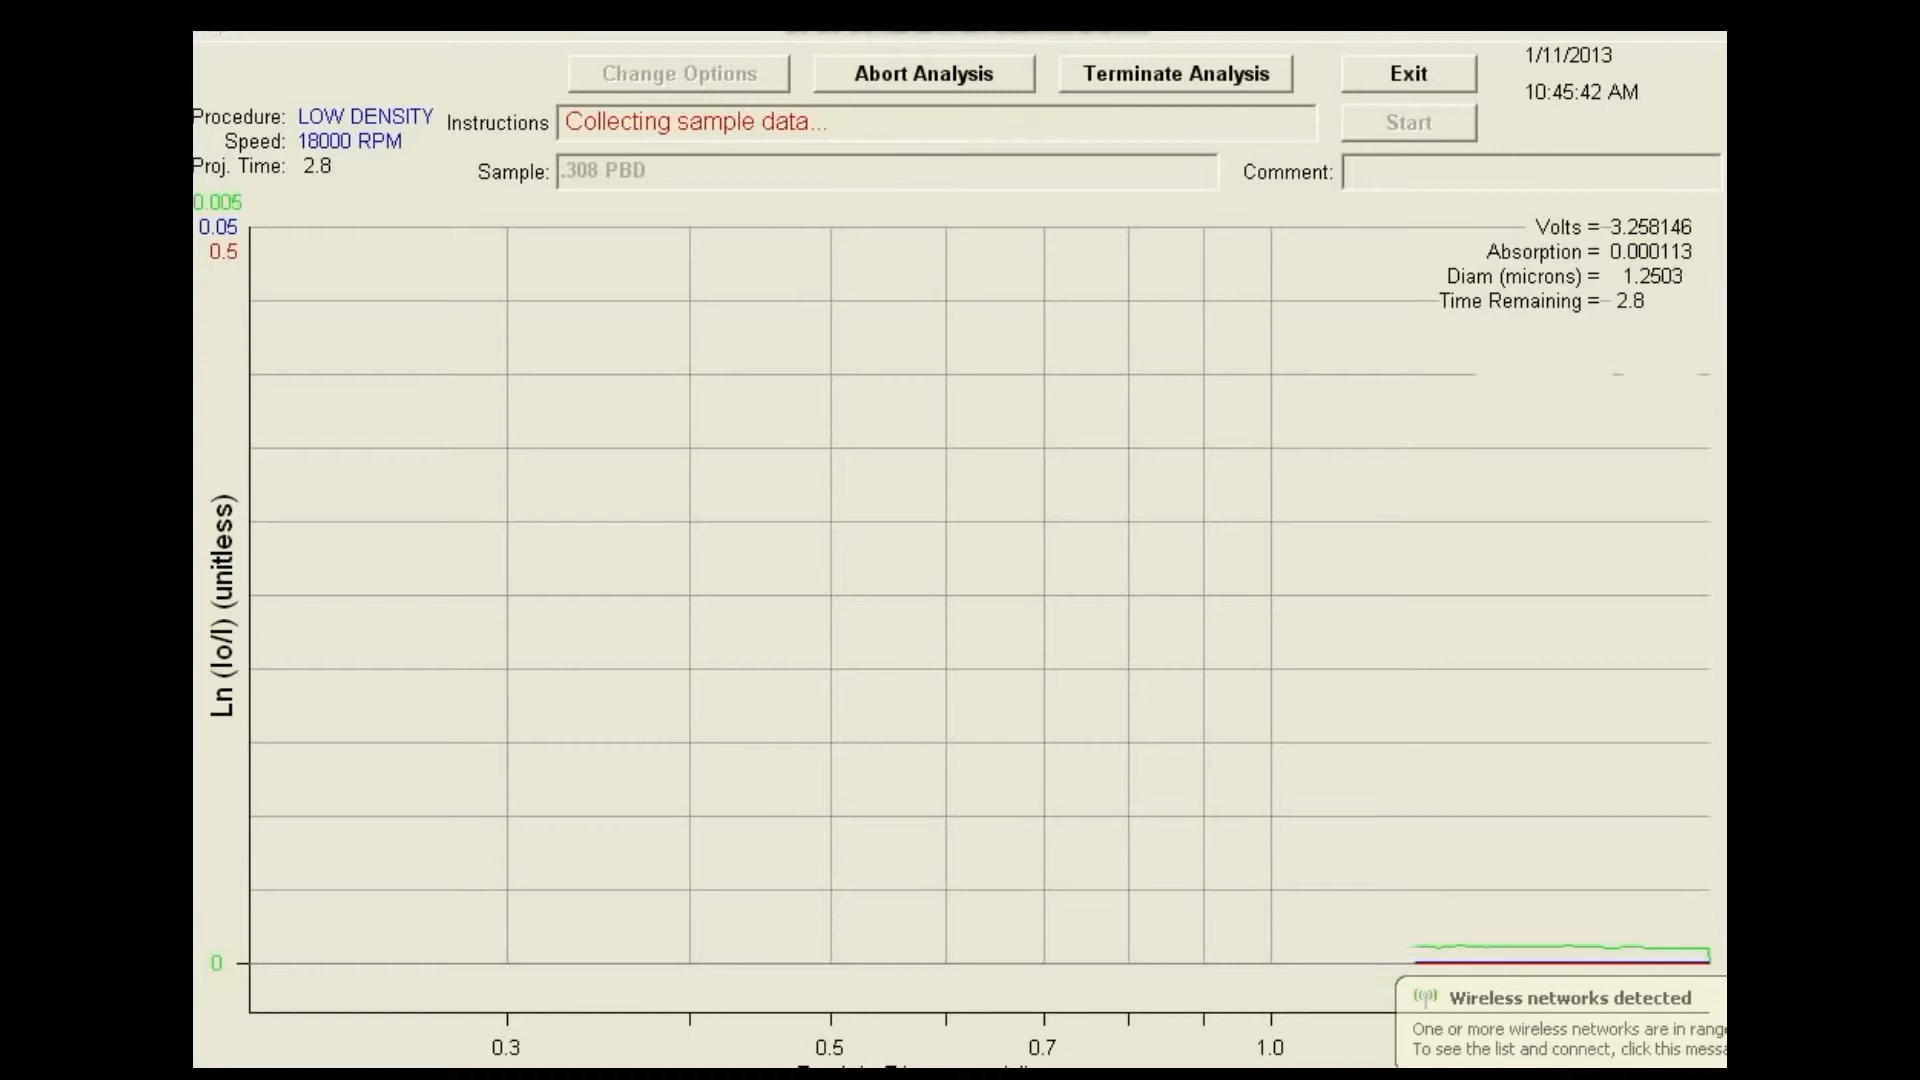 Change Options
Abort Analysis
Terminate Analysis
Exit
1/11/2013
10:45:42 AM
Procedure: LOW DENSITY
Speed: 18000 RPM
Proj. Time: 2.8
Instructions
Collecting sample data...
Start
Sample: .308 PBD
Comment:
0.005
0.05
0.5
Volts = 3.258146
Absorption = 0.000113
Diam (microns) = 1.2503
Time Remaining = 2.8
Ln (Io/I) (unitless)
0
0.3
0.5
0.7
1.0
Wireless networks detected
One or more wireless networks are in range
To see the list and connect, click this messa